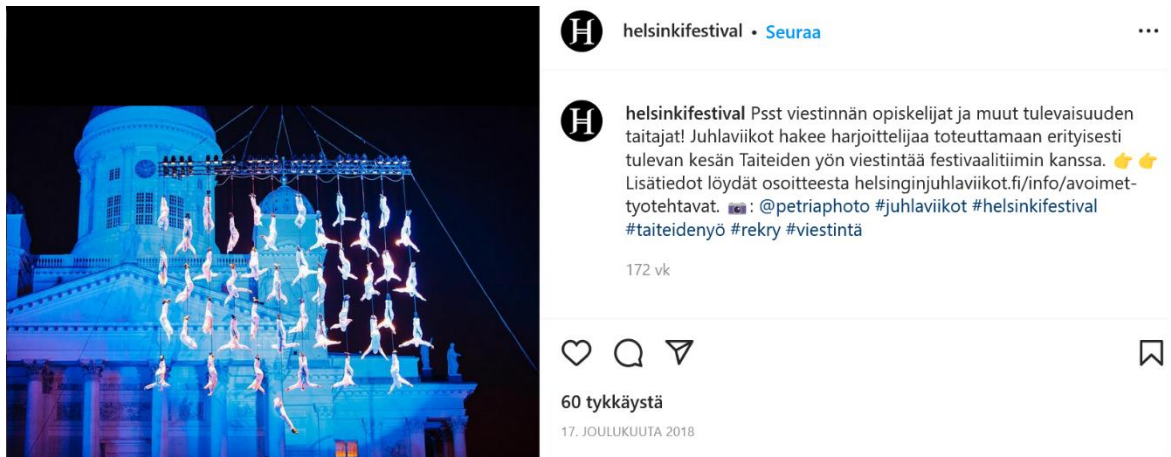 helsinkifestival • Seuraa
helsinkifestival Psst viestinnän opiskelijat ja muut tulevaisuuden
taitajat! Juhlaviikot hakee harjoittelijaa toteuttamaan erityisesti
tulevan kesän Taiteiden yön viestintää festivaalitiimin kanssa. 👉 👉
Lisätiedot löydät osoitteesta helsinginjuhlaviikot.fi/info/avoimet-
tyotehtavat. 📷: @petriaphoto #juhlaviikot #helsinkifestival
#taiteidenyö #rekry #viestintä
172 vk
60 tykkäystä
17. JOULUKUUTA 2018